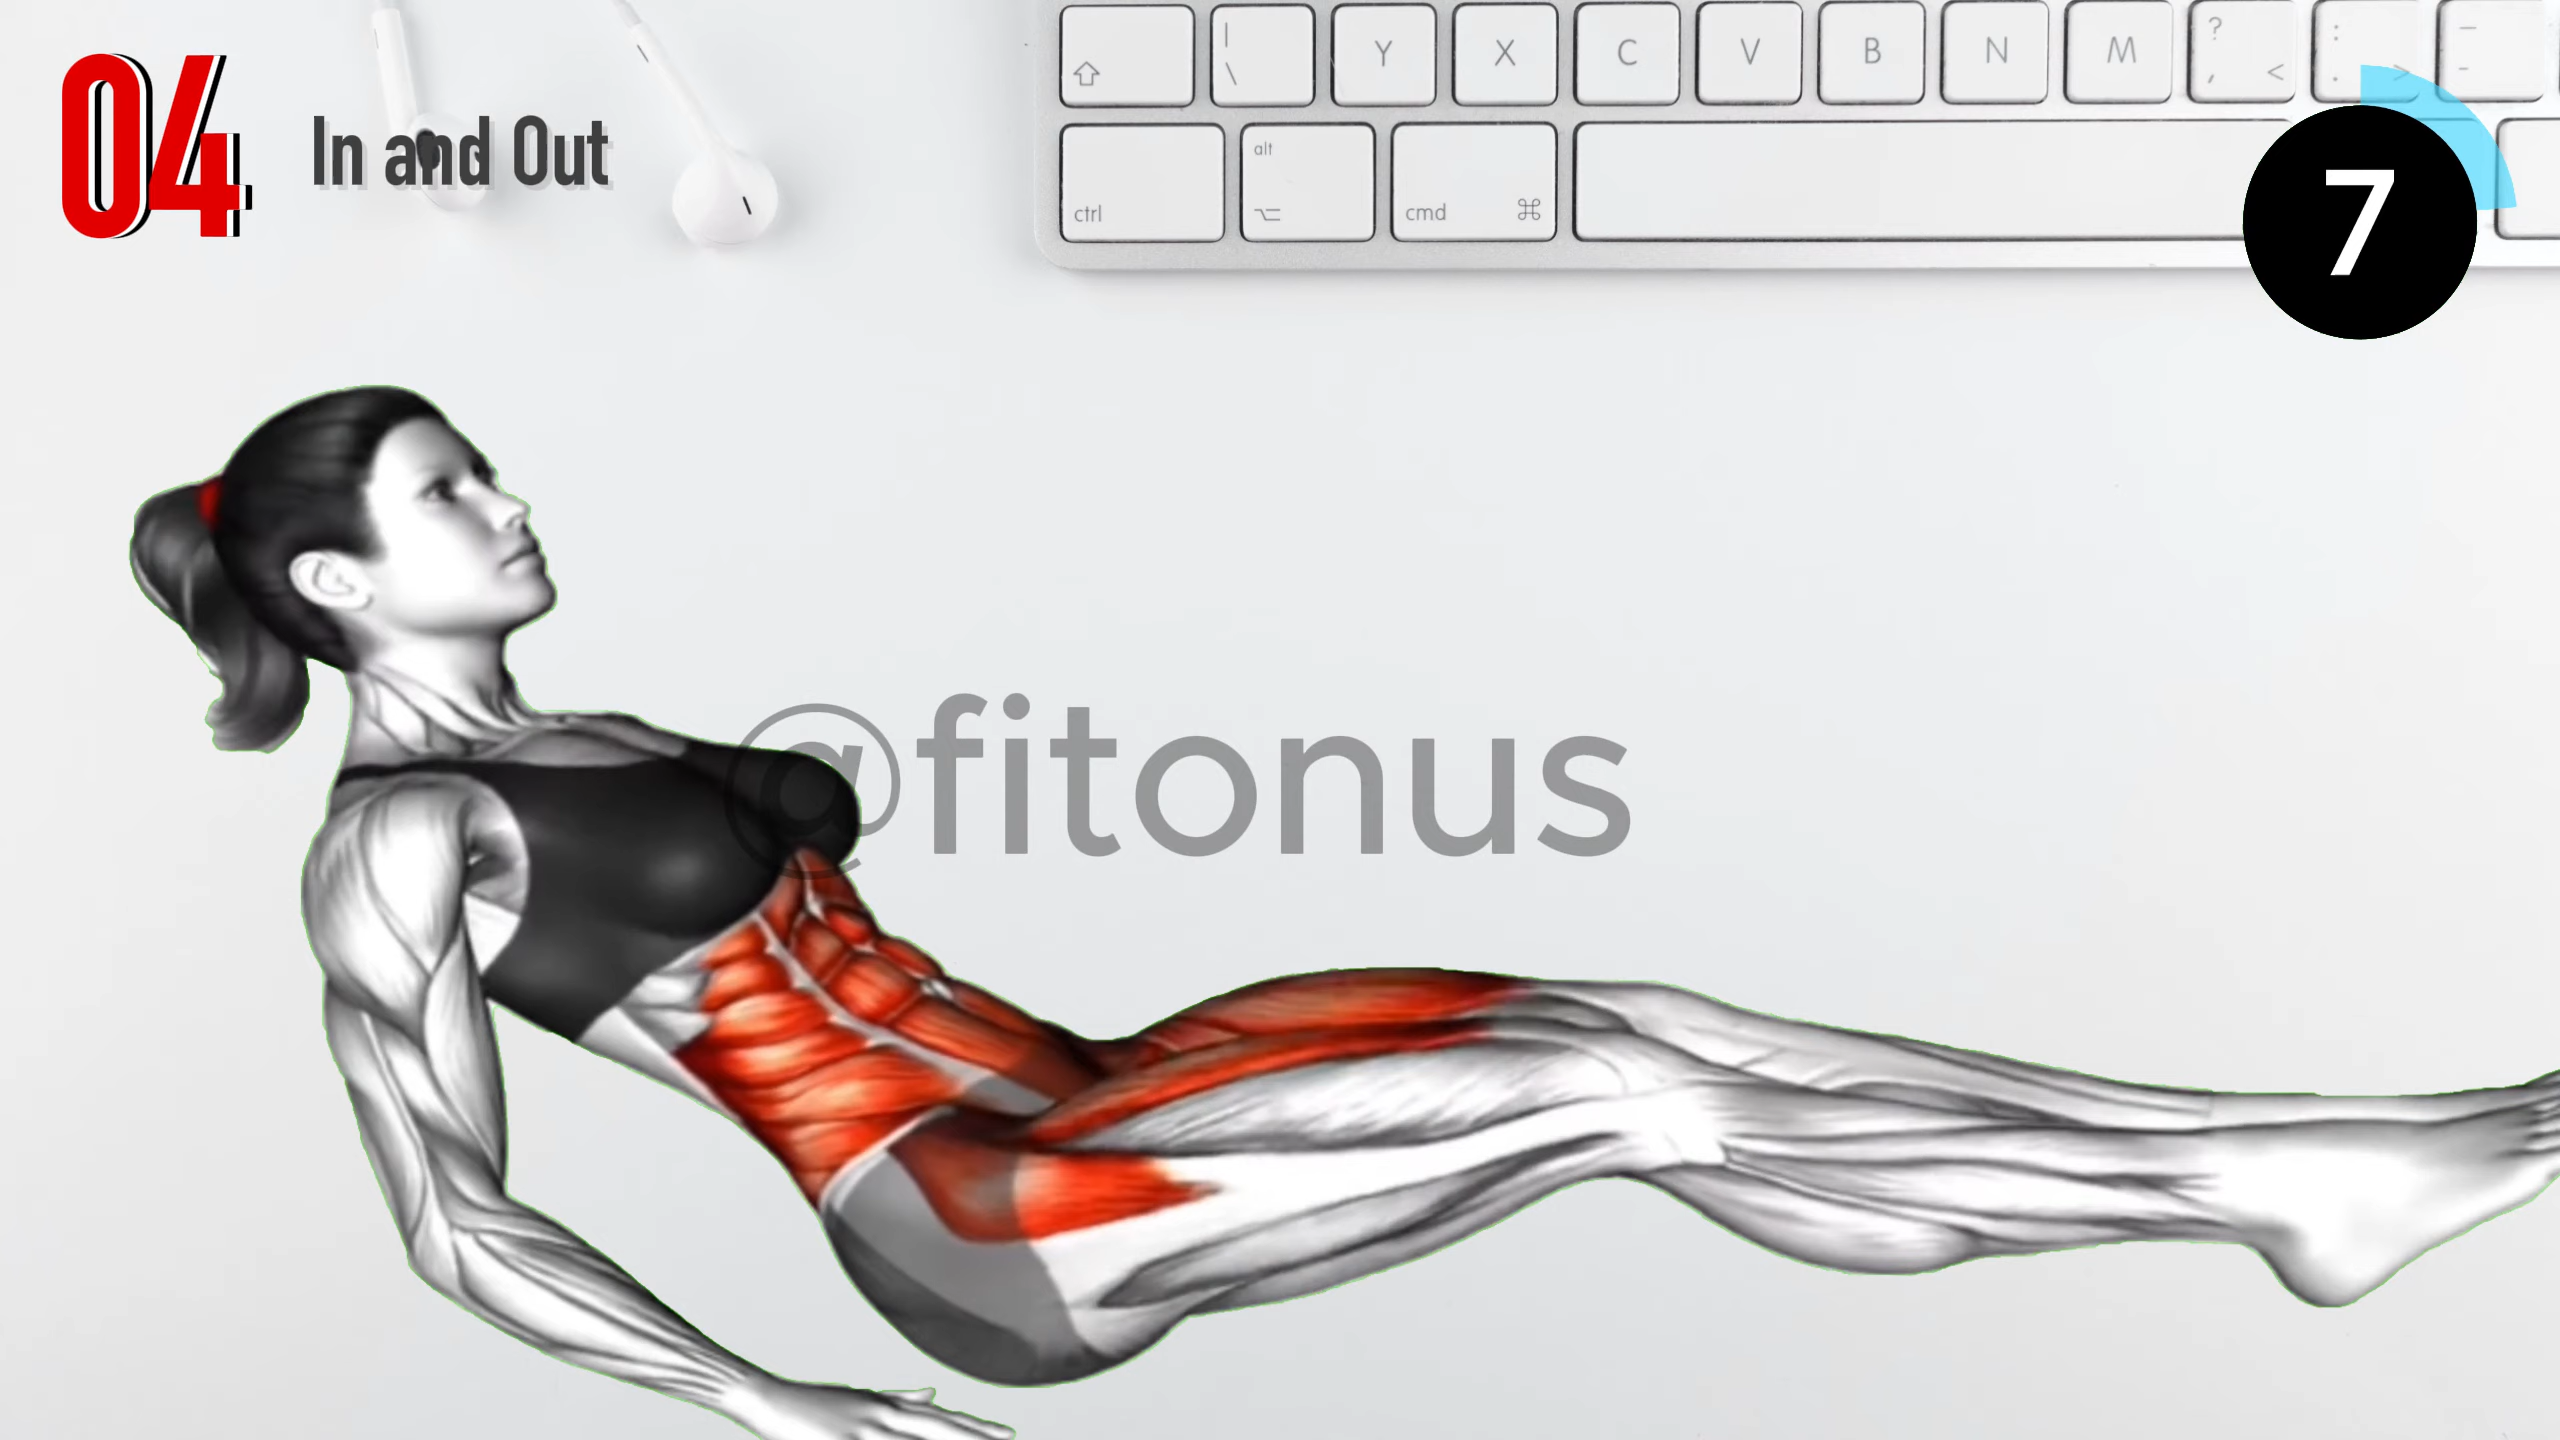 04
In and Out
7
@fitonus
|
\
Y
X
C
V
B
N
M
?
,
<
:
.
>
_
-
ctrl
alt
cmd
⌘